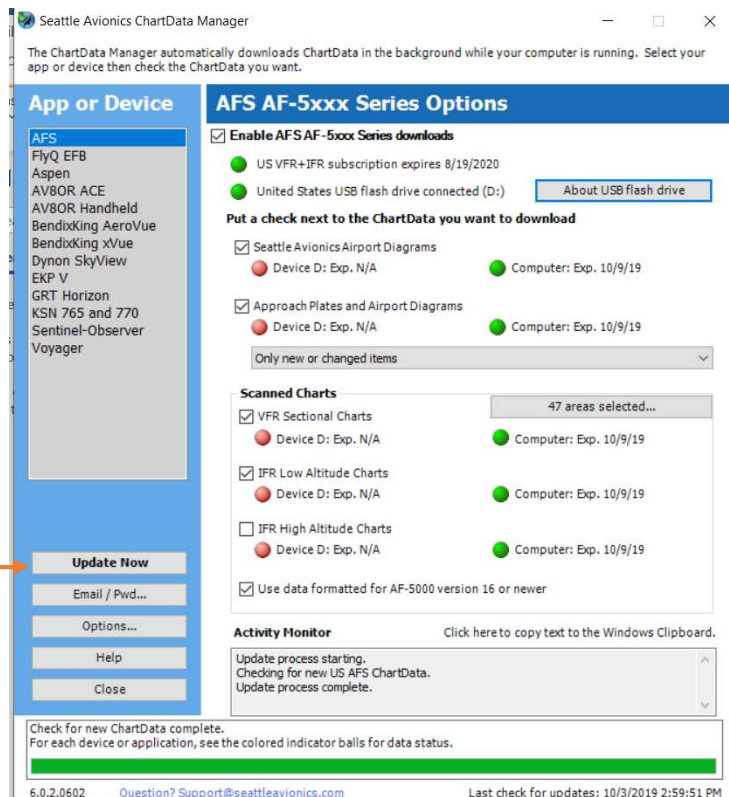 Seattle Avionics ChartData Manager
The ChartData Manager automatically downloads ChartData in the background while your computer is running. Select your
app or device then check the ChartData you want.
App or Device
AFS
FlyQ EFB
Aspen
AV8OR ACE
AV8OR Handheld
BendixKing AeroVue
BendixKing xVue
Dynon SkyView
EKP V
GRT Horizon
KSN 765 and 770
Sentinel-Observer
Voyager
Update Now
Email / Pwd...
Options...
Help
Close
AFS AF-5xxx Series Options
Enable AFS AF-5xxx Series downloads
US VFR+IFR subscription expires 8/19/2020
United States USB flash drive connected (D:)
About USB flash drive
Put a check next to the ChartData you want to download
Seattle Avionics Airport Diagrams
Device D: Exp. N/A
Computer: Exp. 10/9/19
Approach Plates and Airport Diagrams
Device D: Exp. N/A
Computer: Exp. 10/9/19
Only new or changed items
Scanned Charts
47 areas selected...
VFR Sectional Charts
Device D: Exp. N/A
Computer: Exp. 10/9/19
IFR Low Altitude Charts
Device D: Exp. N/A
Computer: Exp. 10/9/19
IFR High Altitude Charts
Device D: Exp. N/A
Computer: Exp. 10/9/19
Use data formatted for AF-5000 version 16 or newer
Activity Monitor
Click here to copy text to the Windows Clipboard.
Update process starting.
Checking for new US AFS ChartData.
Update process complete.
Check for new ChartData complete.
For each device or application, see the colored indicator balls for data status.
6.0.2.0602
Question? Support@seattleavionics.com
Last check for updates: 10/3/2019 2:59:51 PM